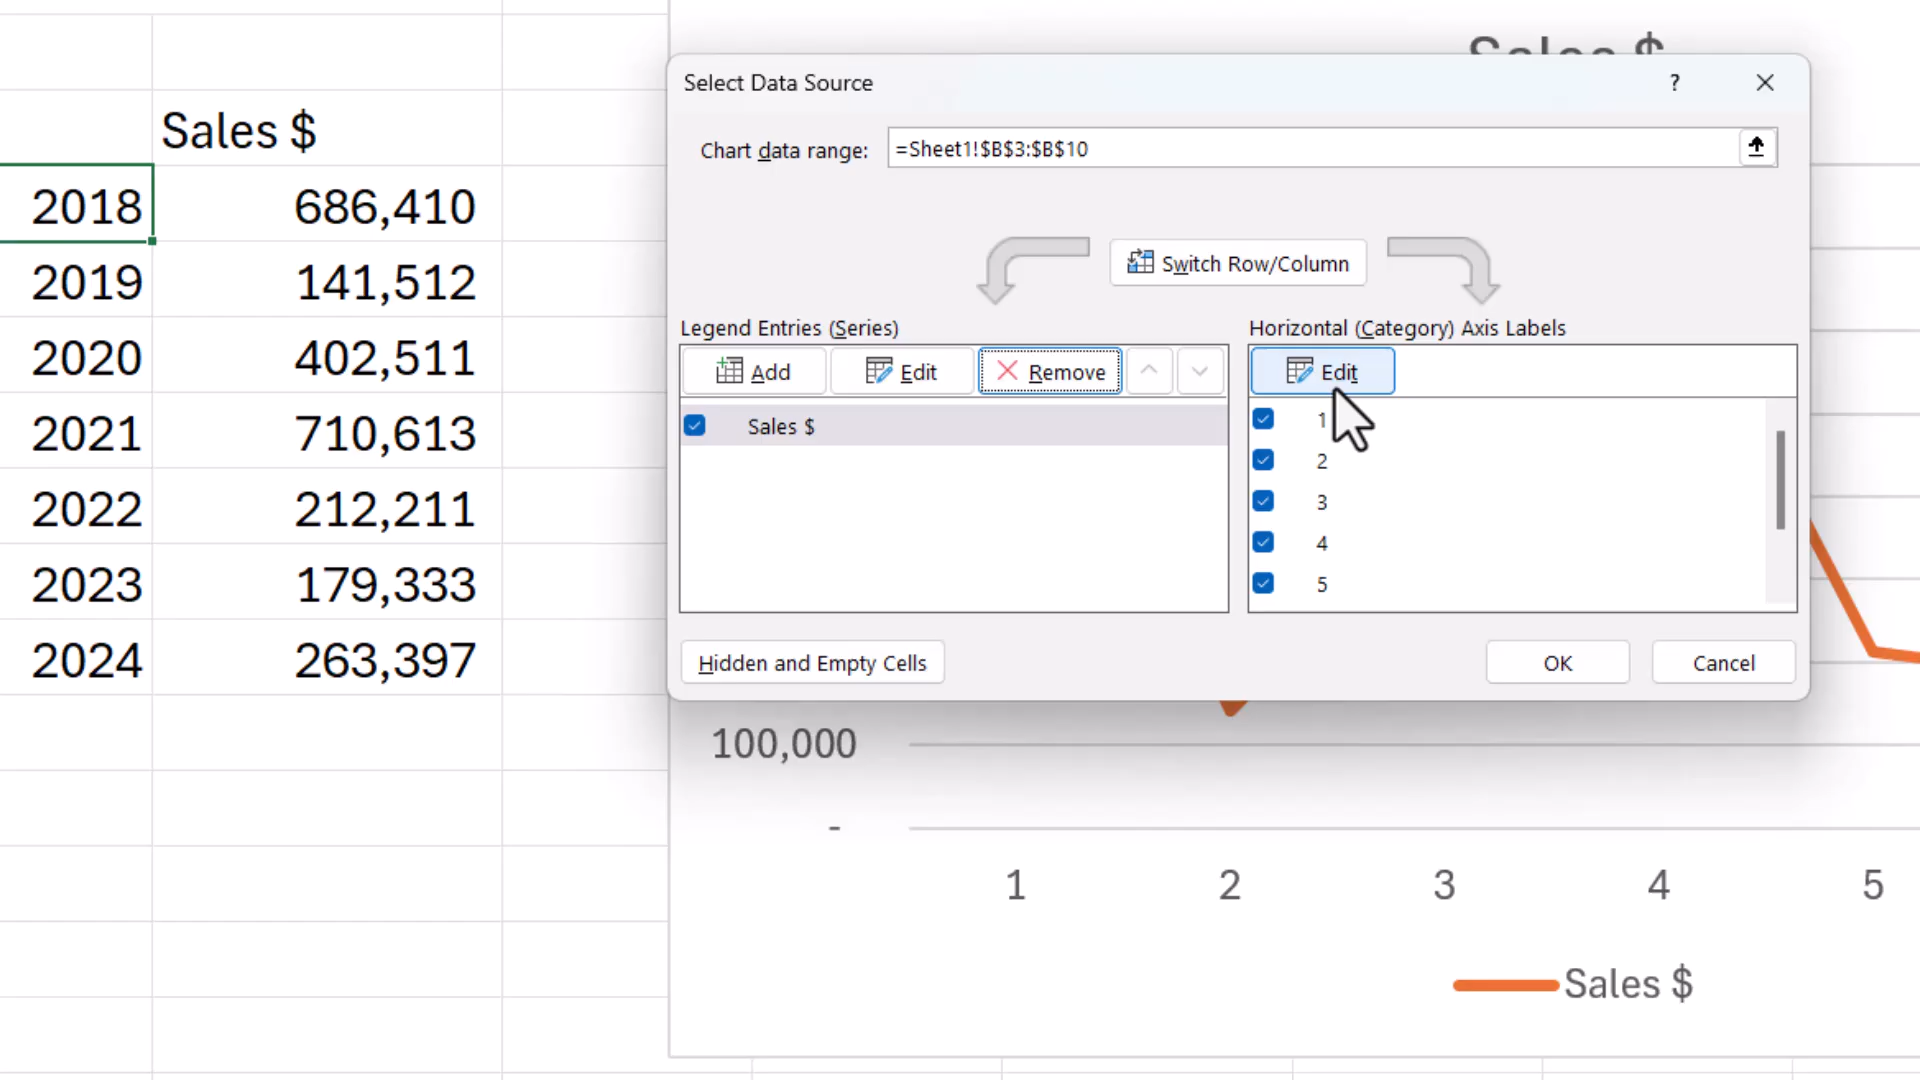 Sales $
2018 686,410
2019 141,512
2020 402,511
2021 710,613
2022 212,211
2023 179,333
2024 263,397
Sales $
Select Data Source ?
Chart data range: =Sheet1!$B$3:$B$10
Switch Row/Column
Legend Entries (Series)
Add Edit Remove
Sales $
Horizontal (Category) Axis Labels
Edit
1
2
3
4
5
Hidden and Empty Cells OK Cancel
100,000
-
1 2 3 4 5
Sales $